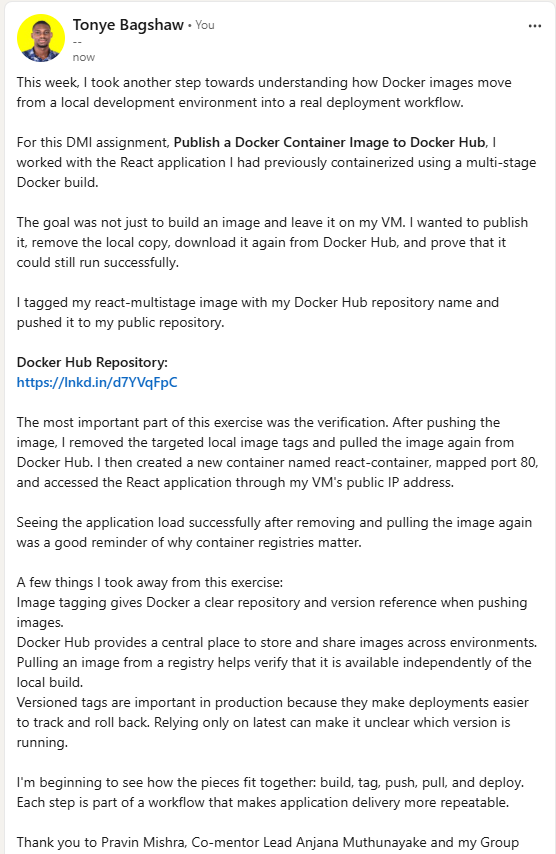 Tonye Bagshaw • You
--
now
This week, I took another step towards understanding how Docker images move
from a local development environment into a real deployment workflow.
For this DMI assignment, Publish a Docker Container Image to Docker Hub, I
worked with the React application I had previously containerized using a multi-stage
Docker build.
The goal was not just to build an image and leave it on my VM. I wanted to publish
it, remove the local copy, download it again from Docker Hub, and prove that it
could still run successfully.
I tagged my react-multistage image with my Docker Hub repository name and
pushed it to my public repository.
Docker Hub Repository:
https://lnkd.in/d7YVqFpC
The most important part of this exercise was the verification. After pushing the
image, I removed the targeted local image tags and pulled the image again from
Docker Hub. I then created a new container named react-container, mapped port 80,
and accessed the React application through my VM's public IP address.
Seeing the application load successfully after removing and pulling the image again
was a good reminder of why container registries matter.
A few things I took away from this exercise:
Image tagging gives Docker a clear repository and version reference when pushing
images.
Docker Hub provides a central place to store and share images across environments.
Pulling an image from a registry helps verify that it is available independently of the
local build.
Versioned tags are important in production because they make deployments easier
to track and roll back. Relying only on latest can make it unclear which version is
running.
I'm beginning to see how the pieces fit together: build, tag, push, pull, and deploy.
Each step is part of a workflow that makes application delivery more repeatable.
Thank you to Pravin Mishra, Co-mentor Lead Anjana Muthunayake and my Group